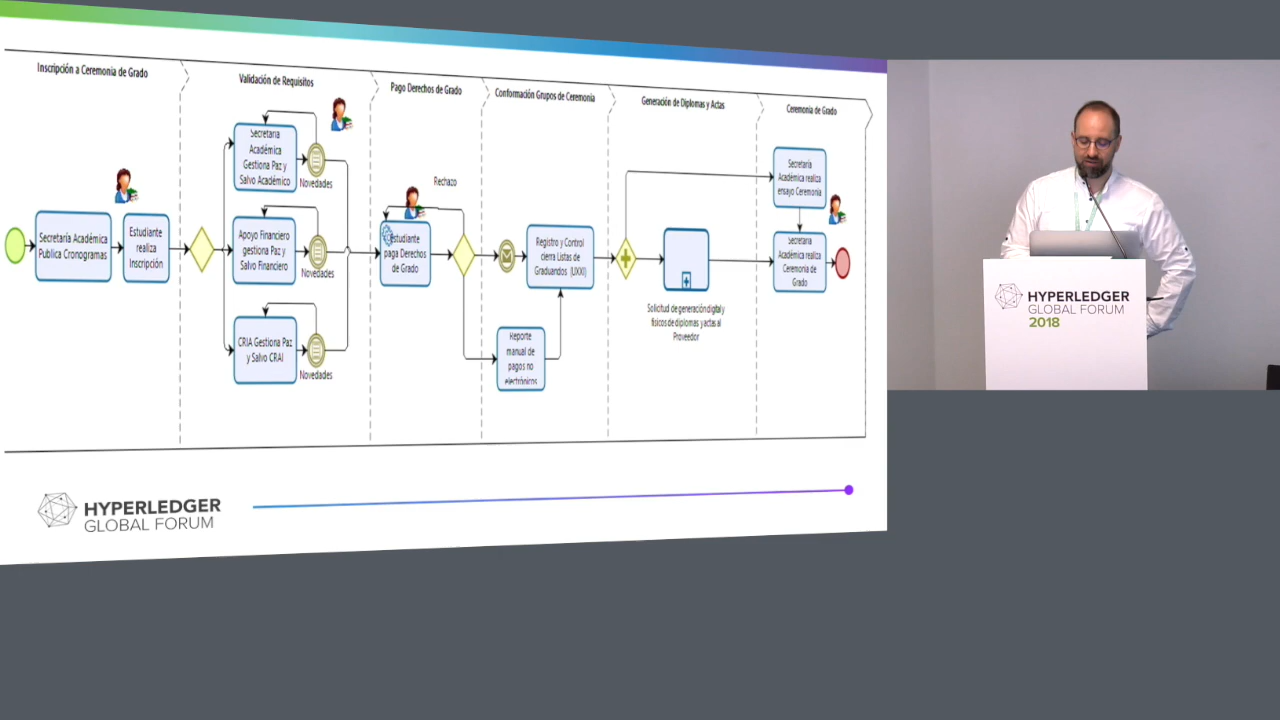 Inscripción a Ceremonia de Grado
Validación de Requisitos
Pago Derechos de Grado
Conformación Grupos de Ceremonia
Generación de Diplomas y Actas
Ceremonia de Grado
Secretaría Académica
Publica Cronogramas
Estudiante
realiza
Inscripción
Secretaria
Académica
Gestiona Paz y
Salvo Académico
Novedades
Apoyo Financiero
gestiona Paz y
Salvo Financiero
Novedades
CRIA Gestiona Paz
y Salvo CRAI
Novedades
Rechazo
Estudiante
paga Derechos
de Grado
Registro y Control
cierra Listas de
Graduandos (UXXI)
Reporte
manual de
pagos no
electrónicos
Solicitud de generación digital y
físicos de diplomas y actas al
Proveedor
Secretaría
Académica realiza
ensayo Ceremonia
Secretaria
Académica realiza
Ceremonia de
Grado
HYPERLEDGER
GLOBAL FORUM
HYPERLEDGER
GLOBAL FORUM
2018